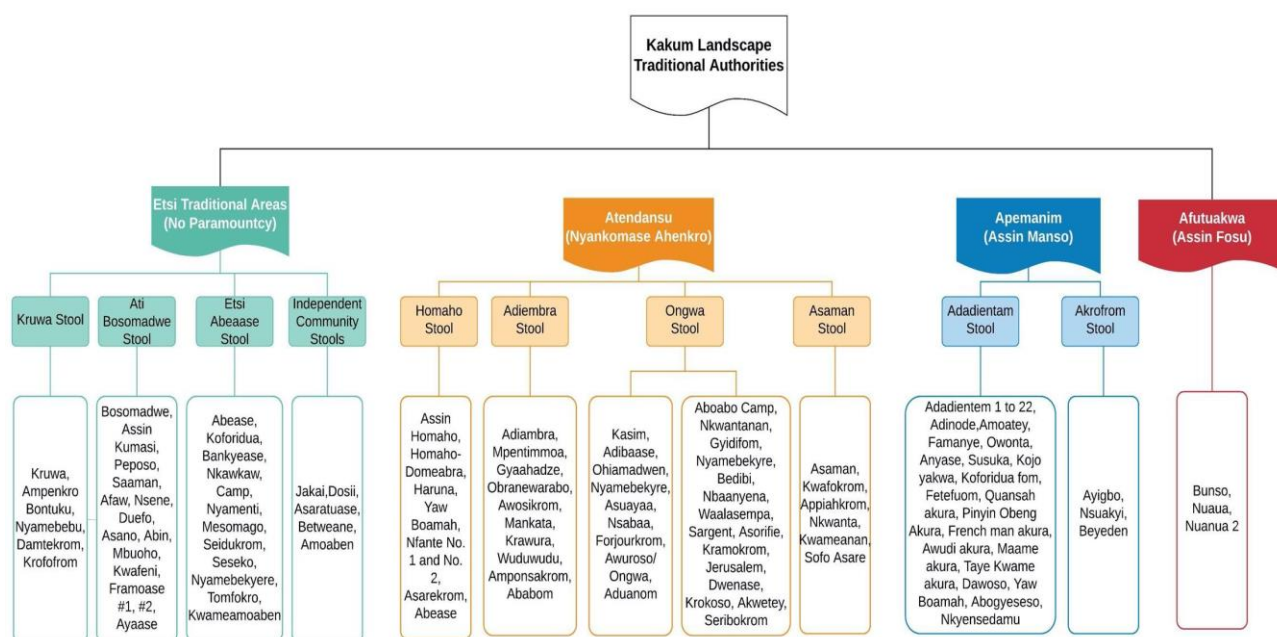 Kakum Landscape
Traditional Authorities
Etsi Traditional Areas
(No Paramountcy)
Atendansu
(Nyankomase Ahenkro)
Apemanim
(Assin Manso)
Afutuakwa
(Assin Fosu)
Kruwa Stool
Ati
Bosomadwe
Stool
Etsi
Abeaase
Stool
Independent
Community
Stools
Homaho
Stool
Adiembra
Stool
Ongwa
Stool
Asaman
Stool
Adadientam
Stool
Akrofrom
Stool
Kruwa,
Ampenkro
Bontuku,
Nyamebebu,
Damtekrom,
Krofofrom
Bosomadwe,
Assin
Kumasi,
Peposo,
Saaman,
Afaw, Nsene,
Duefo,
Asano, Abin,
Mbuoho,
Kwafeni,
Framoase
#1, #2,
Ayaase
Abease,
Koforidua,
Bankyease,
Nkawkaw,
Camp,
Nyamenti,
Mesomago,
Seidukrom,
Seseko,
Nyamebekyere,
Tomfokro,
Kwameamoaben
Jakai,Dosii,
Asaratuase,
Betweane,
Amoaben
Assin
Homaho,
Homaho-
Domeabra,
Haruna,
Yaw
Boamah,
Nfante No.
1 and No.
2,
Asarekrom,
Abease
Adiambra,
Mpentimmoa,
Gyaahadze,
Obranewarabo,
Awosikrom,
Mankata,
Krawura,
Wuduwudu,
Amponsakrom,
Ababom
Kasim,
Adibaase,
Ohiamadwen,
Nyamebekyre,
Asuayaa,
Nsabaa,
Forjourkrom,
Awuroso/
Ongwa,
Aduanom
Aboabo Camp,
Nkwantanan,
Gyidifom,
Nyamebekyre,
Bedibi,
Nbaanyena,
Waalasempa,
Sargent, Asorifie,
Kramokrom,
Jerusalem,
Dwenase,
Krokoso, Akwetey,
Seribokrom
Asaman,
Kwafokrom,
Appiahkrom,
Nkwanta,
Kwameanan,
Sofo Asare
Adadientem 1 to 22,
Adinode,Amoatey,
Famanye, Owonta,
Anyase, Susuka, Kojo
yakwa, Koforidua fom,
Fetefuom, Quansah
akura, Pinyin Obeng
Akura, French man akura,
Awudi akura, Maame
akura, Taye Kwame
akura, Dawoso, Yaw
Boamah, Abogyeseso,
Nkyensedamu
Ayigbo,
Nsuakyi,
Beyeden
Bunso,
Nuaua,
Nuanua 2